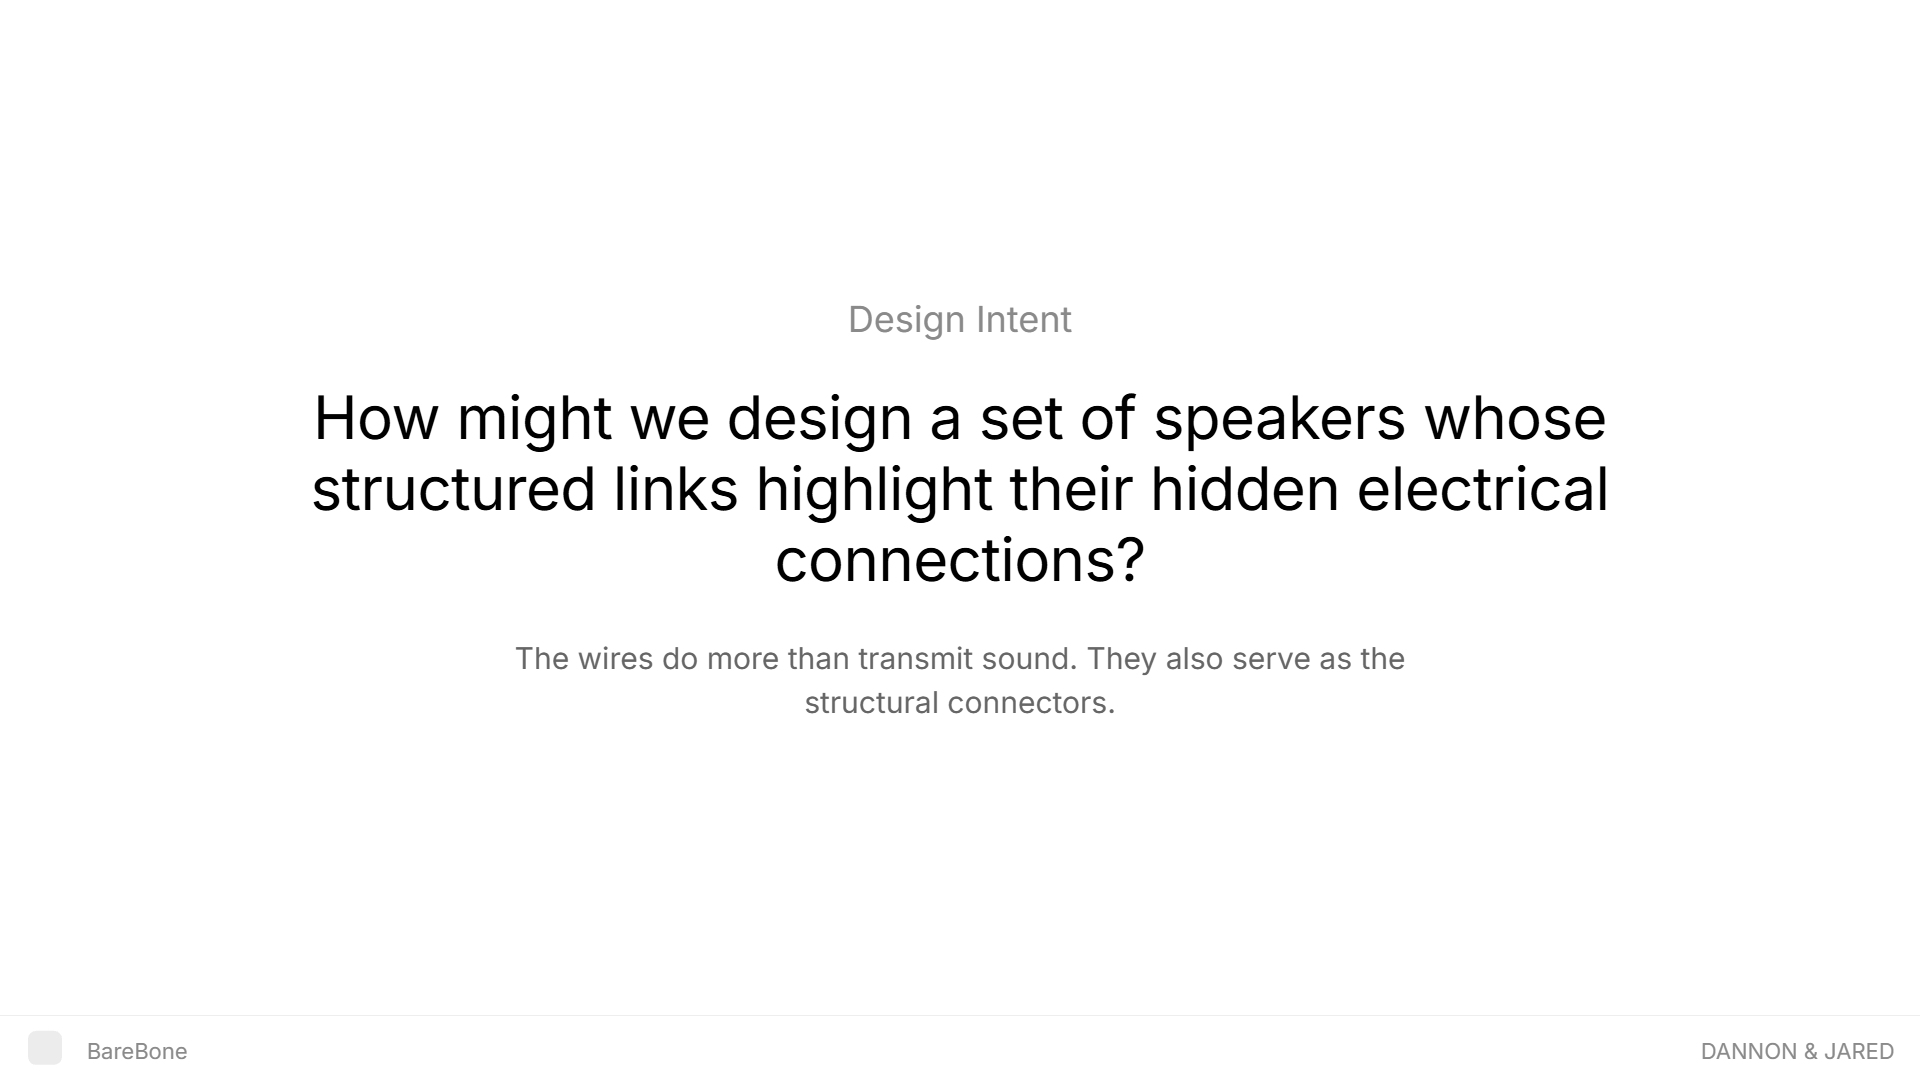 Design Intent
How might we design a set of speakers whose
structured links highlight their hidden electrical
connections?
The wires do more than transmit sound. They also serve as the
structural connectors.
BareBone
DANNON & JARED